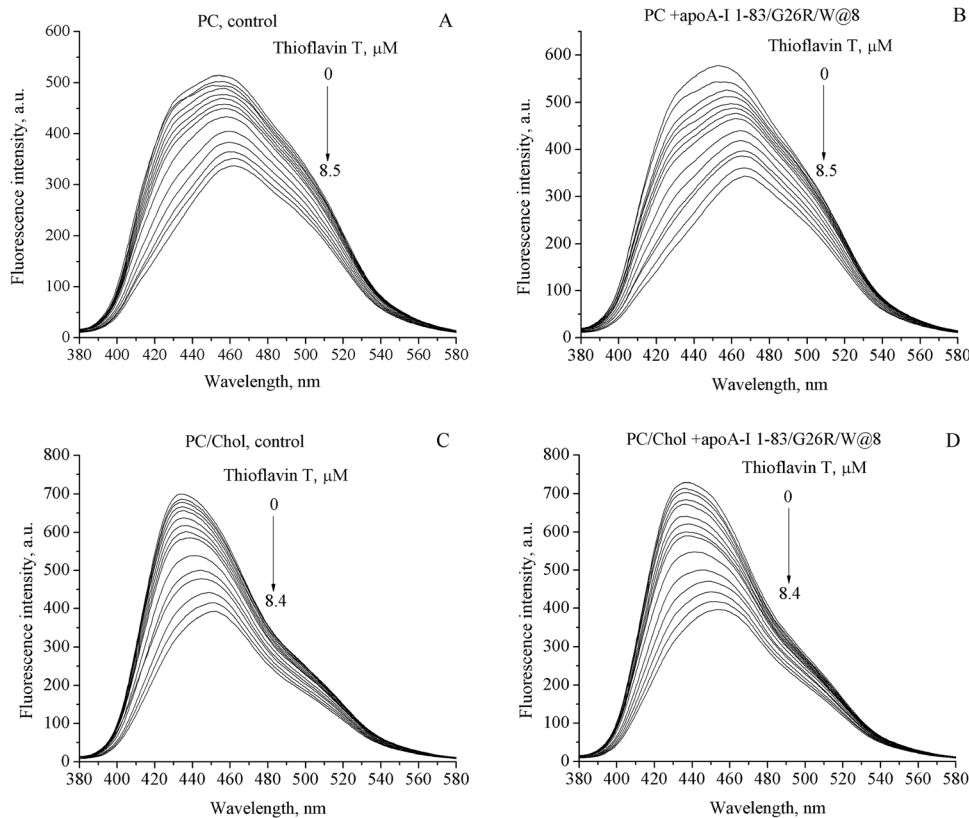 PC, control
A
Thioflavin T, µM
0
8.5
Fluorescence intensity, a.u.
600
500
400
300
200
100
0
380 400 420 440 460 480 500 520 540 560 580
Wavelength, nm
PC +apoA-I 1-83/G26R/W@8
B
Thioflavin T, µM
0
8.5
Fluorescence intensity, a.u.
600
500
400
300
200
100
0
380 400 420 440 460 480 500 520 540 560 580
Wavelength, nm
PC/Chol, control
C
Thioflavin T, µM
0
8.4
Fluorescence intensity, a.u.
800
700
600
500
400
300
200
100
0
380 400 420 440 460 480 500 520 540 560 580
Wavelength, nm
PC/Chol +apoA-I 1-83/G26R/W@8
D
Thioflavin T, µM
0
8.4
Fluorescence intensity, a.u.
800
700
600
500
400
300
200
100
0
380 400 420 440 460 480 500 520 540 560 580
Wavelength, nm